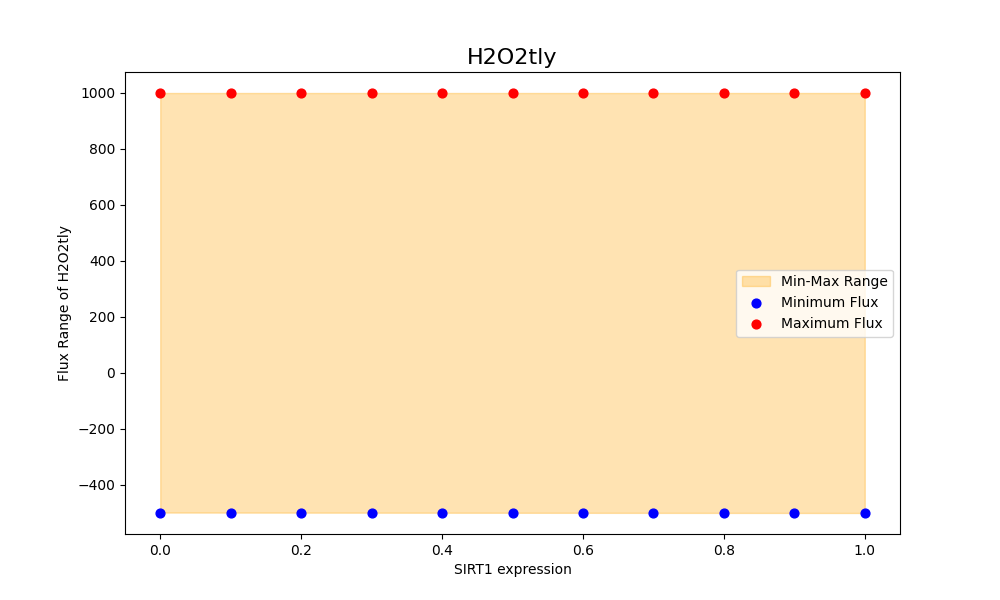 H2O2tly
1000
800
600
400
200
0
−200
−400
Flux Range of H2O2tly
Min-Max Range
Minimum Flux
Maximum Flux
0.0 0.2 0.4 0.6 0.8 1.0
SIRT1 expression